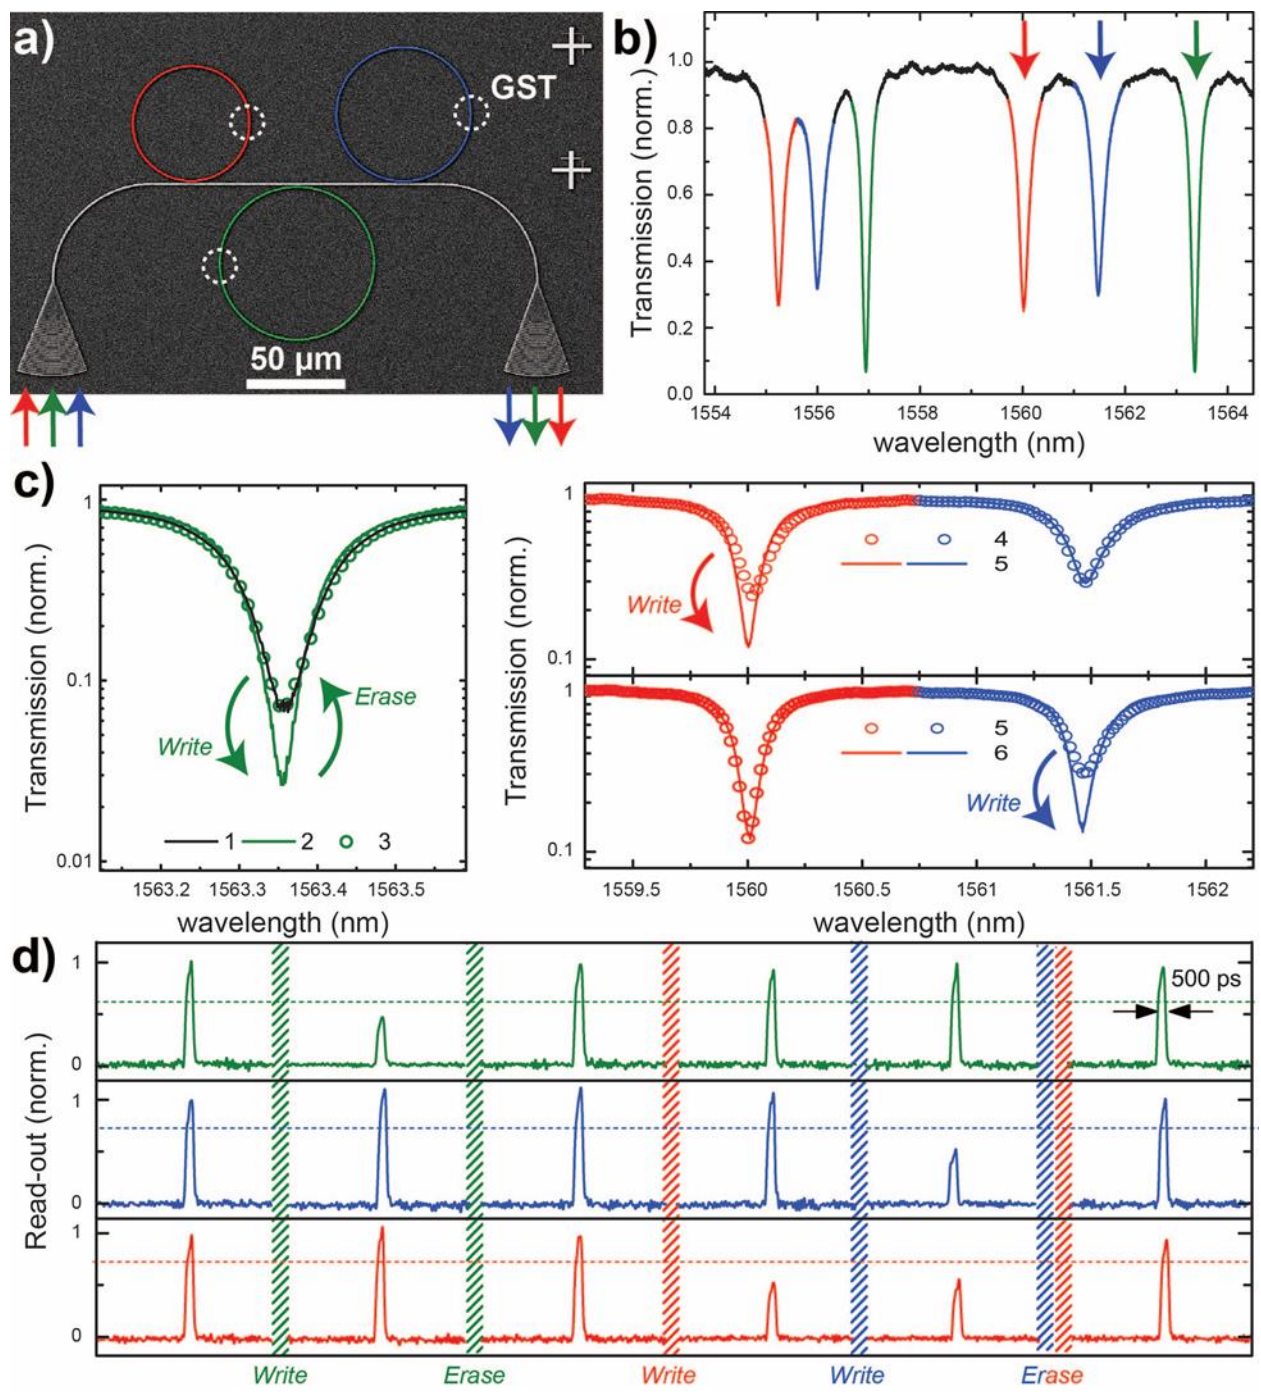 a)
GST
50 µm
b)
Transmission (norm.)
1.0
0.8
0.6
0.4
0.2
0.0
1554 1556 1558 1560 1562 1564
wavelength (nm)
c)
Transmission (norm.)
1
0.1
0.01
Write
Erase
1 2 3
1563.2 1563.3 1563.4 1563.5
wavelength (nm)
Transmission (norm.)
1
0.1
Write
4
5
1
0.1
5
6
Write
1559.5 1560 1560.5 1561 1561.5 1562
wavelength (nm)
d)
Read-out (norm.)
1
0
500 ps
1
0
1
0
Write Erase Write Write Erase